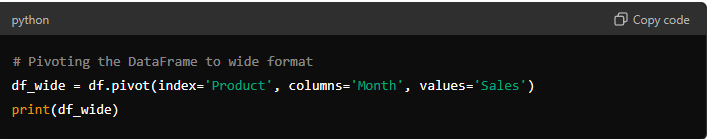 python
Copy code
# Pivoting the DataFrame to wide format
df_wide = df.pivot(index='Product', columns='Month', values='Sales')
print(df_wide)